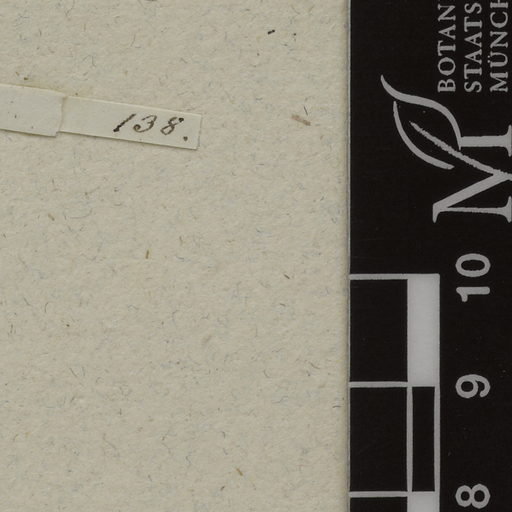 138.
BOTAN
STAATS
MÜNCH
M
10
9
8